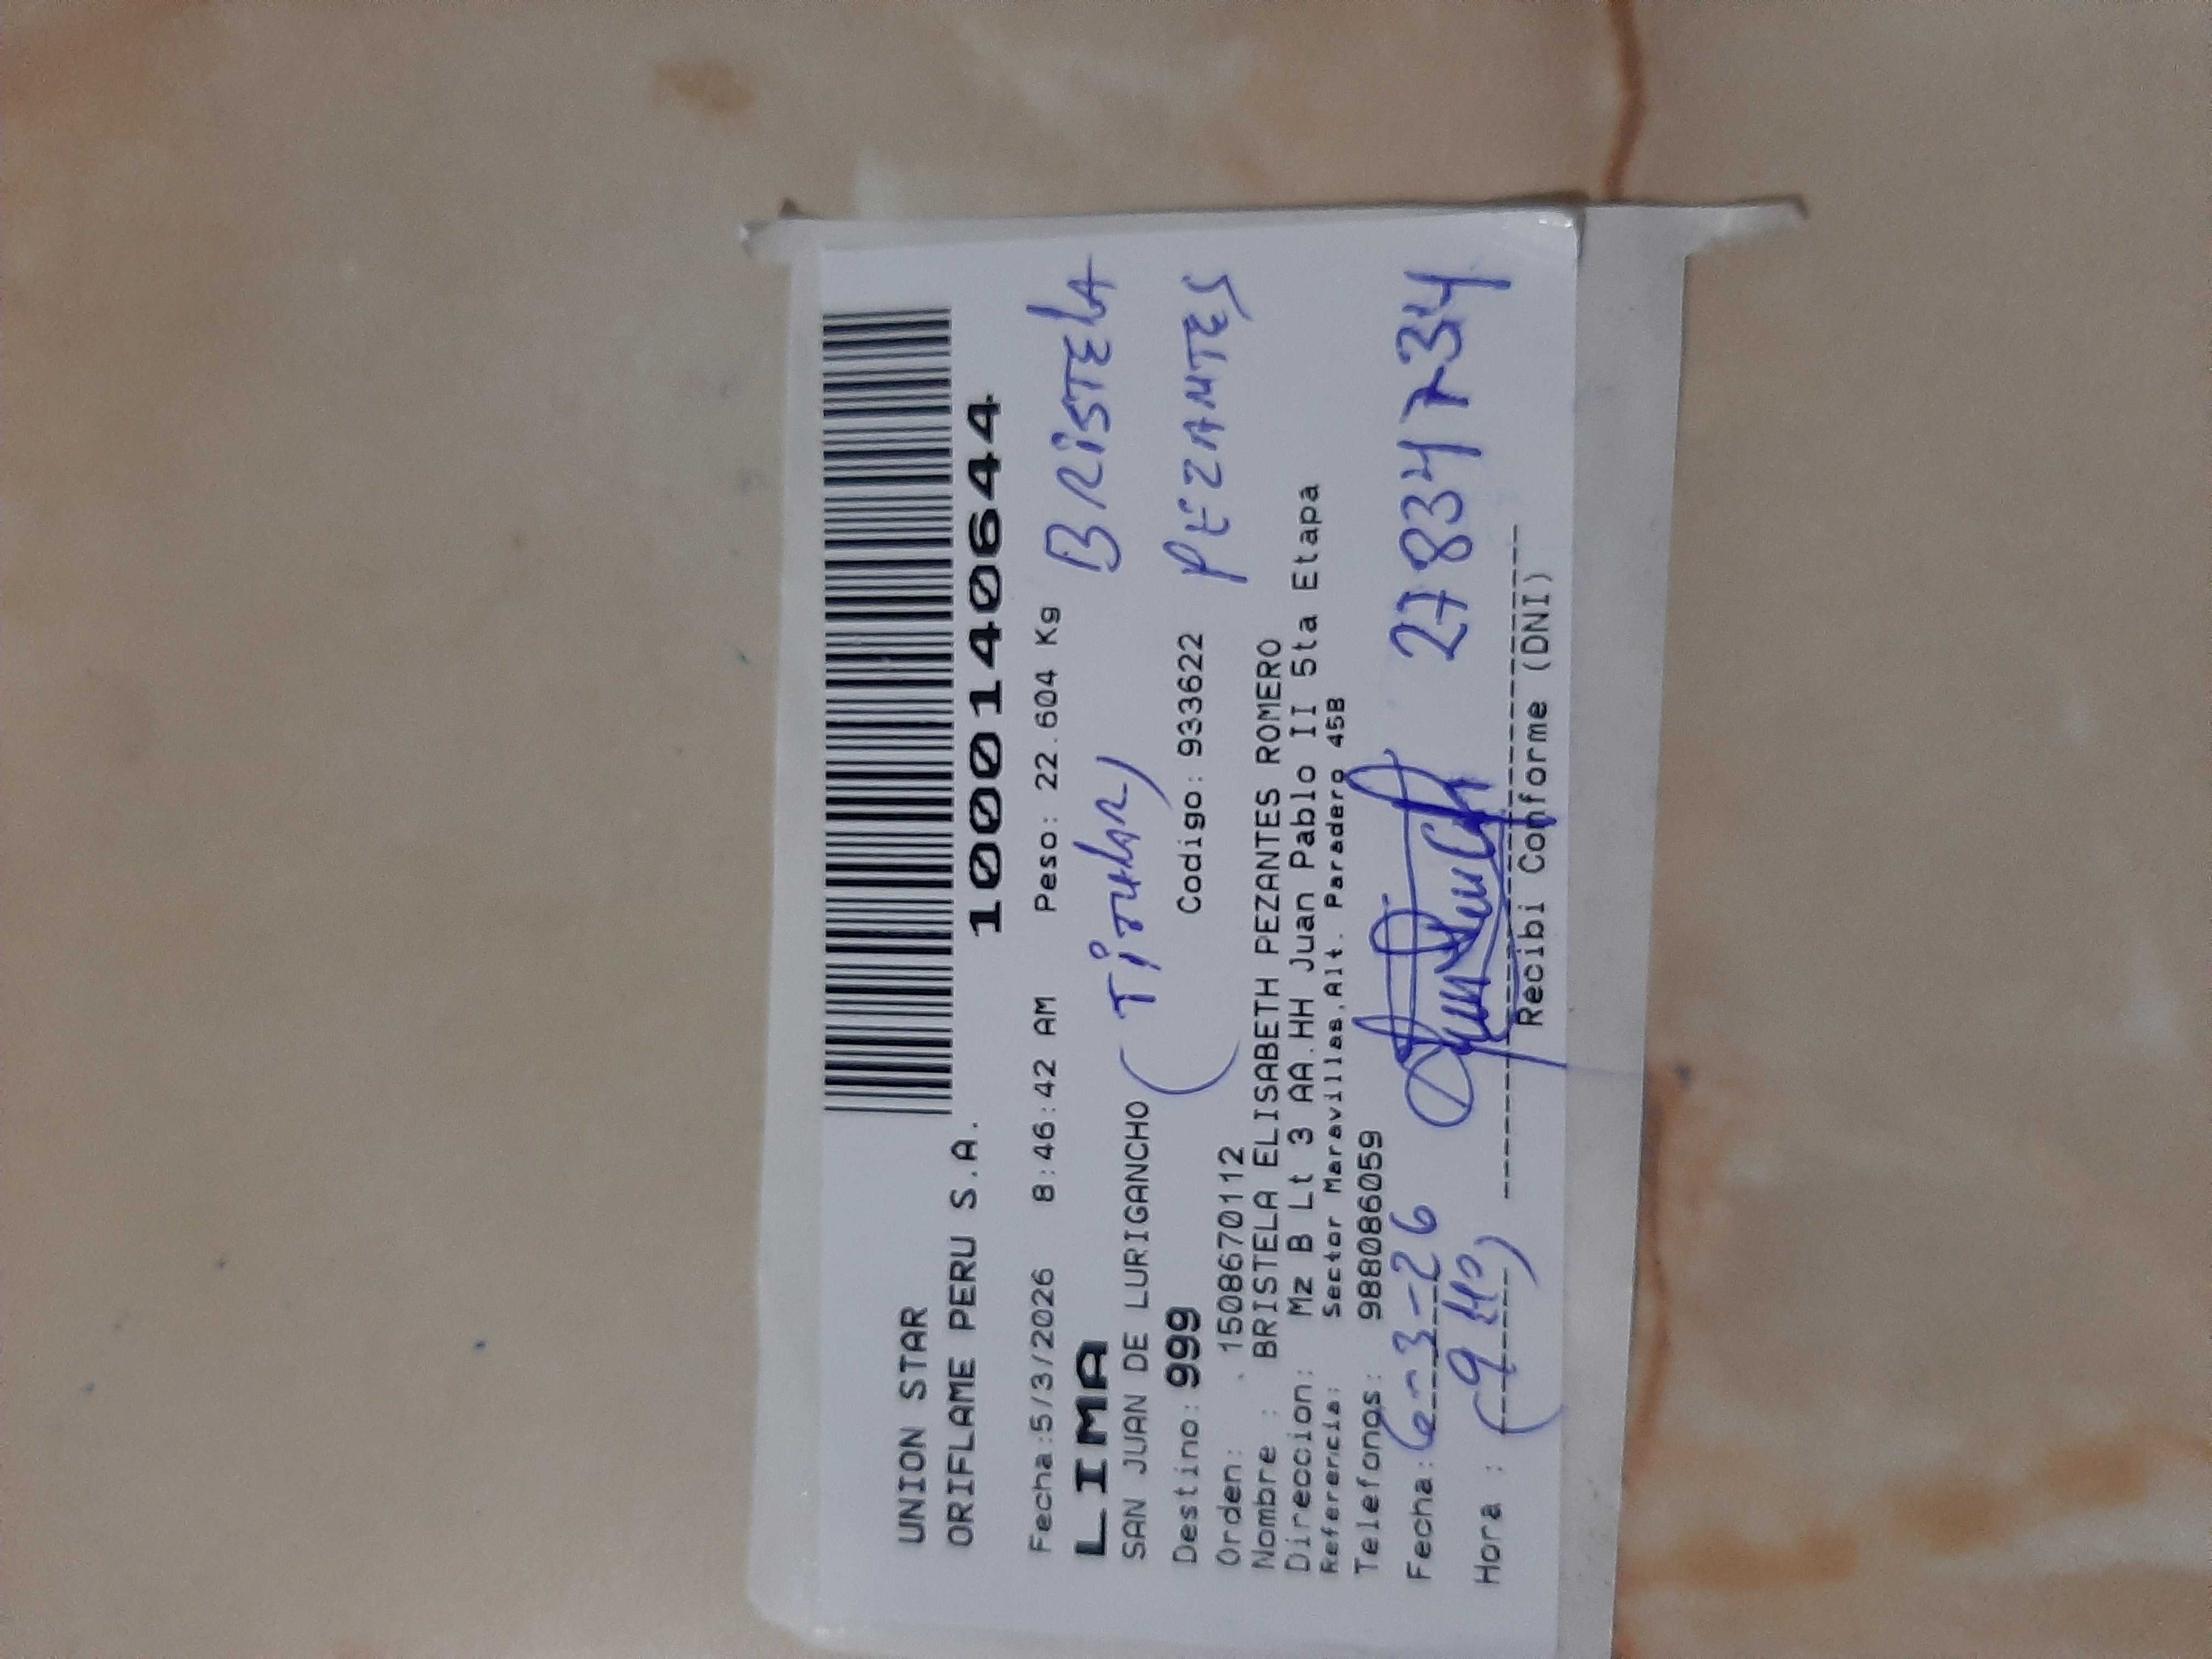 UNION STAR
ORIFLAME PERU S.A.
1000140644
Fecha:5/3/2026 8:46:42 AM Peso: 22.604 Kg
LIMA
BRISTELA
SAN JUAN DE LURIGANCHO (TiTULAR)
Destino: 999 Codigo: 933622 PEZANTES
Orden: 1508670112
Nombre : BRISTELA ELISABETH PEZANTES ROMERO
Direccion: Mz B Lt 3 AA.HH Juan Pablo II 5ta Etapa
Referencia: Sector Maravillas,Alt. Paradero 45B
Telefonos: 988086059
Fecha: 6-3-26 27834734
Hora : (9 )
Recibi Conforme (DNI)